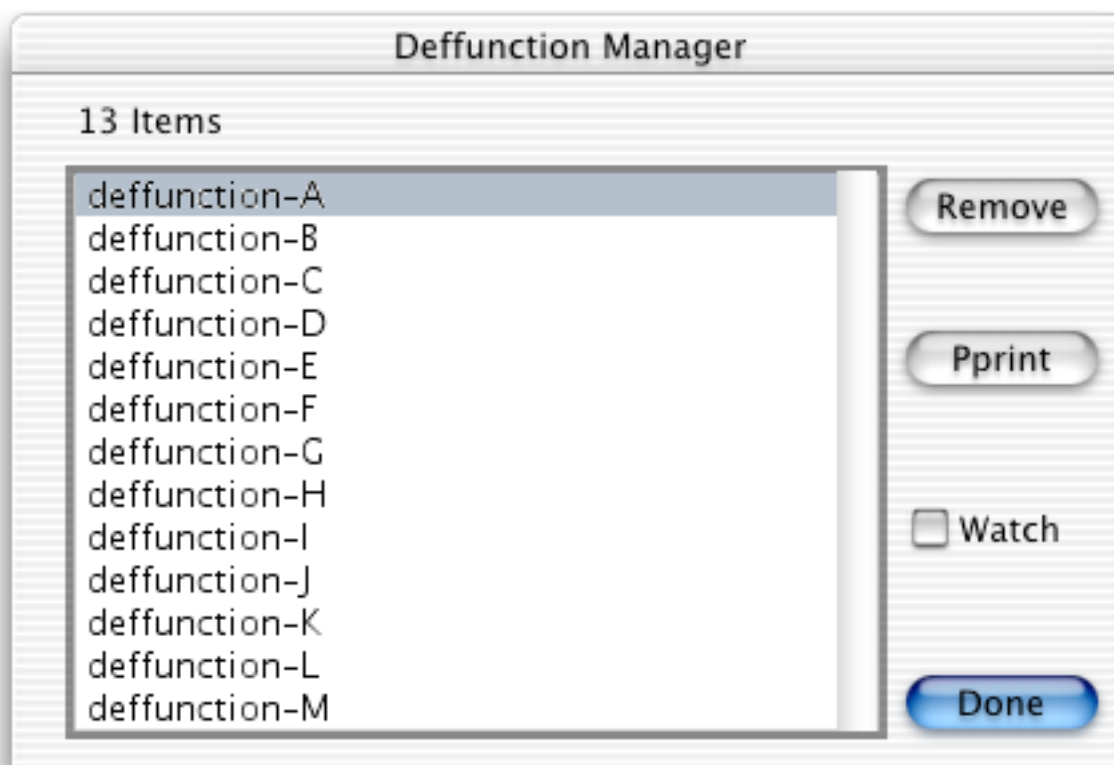 Deffunction Manager
13 Items
deffunction-A
deffunction-B
deffunction-C
deffunction-D
deffunction-E
deffunction-F
deffunction-G
deffunction-H
deffunction-I
deffunction-J
deffunction-K
deffunction-L
deffunction-M
Remove
Pprint
Watch
Done